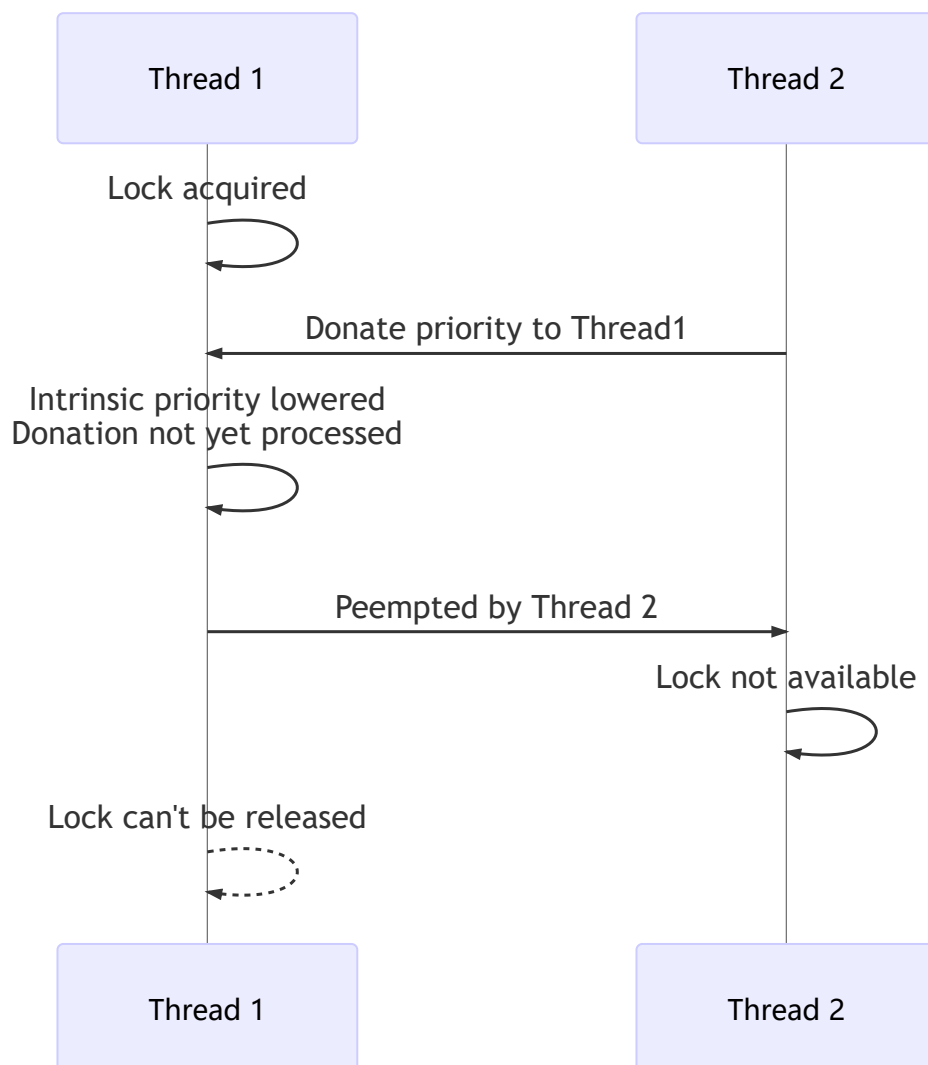 Thread 1
Thread 2
Lock acquired
Donate priority to Thread1
Intrinsic priority lowered
Donation not yet processed
Peempted by Thread 2
Lock not available
Lock can't be released
Thread 1
Thread 2